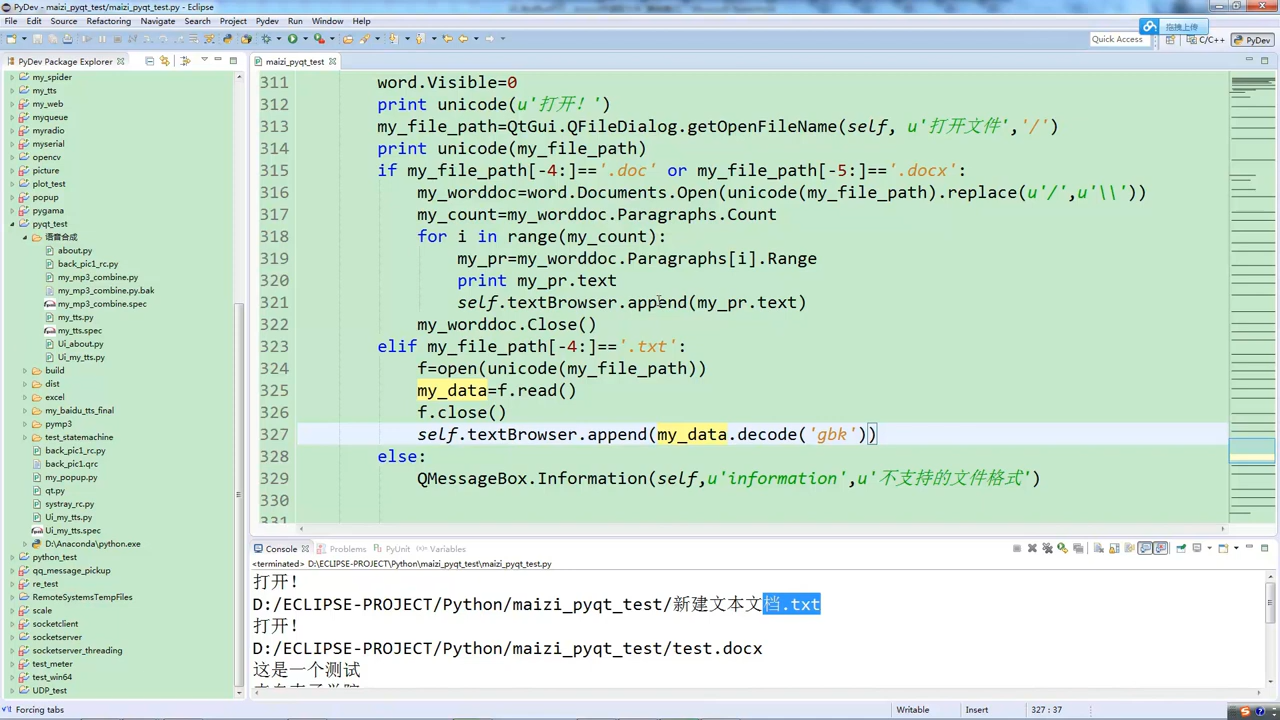 PyDev - maizi_pyqt_test/maizi_pyqt_test.py - Eclipse
File Edit Source Refactoring Navigate Search Project Pydev Run Window Help
拖拽上传
Quick Access
C/C++
PyDev
PyDev Package Explorer
my_spider
my_tts
my_web
myqueue
myradio
myserial
opencv
picture
plot_test
popup
pygama
pyqt_test
语音合成
about.py
back_pic1_rc.py
my_mp3_combine.py
my_mp3_combine.py.bak
my_mp3_combine.spec
my_tts.py
my_tts.spec
Ui_about.py
Ui_my_tts.py
build
dist
excel
my_baidu_tts_final
pymp3
test_statemachine
back_pic1_rc.py
back_pic1.qrc
my_popup.py
qt.py
systray_rc.py
Ui_my_tts.py
Ui_my_tts.spec
D:\Anaconda\python.exe
python_test
qq_message_pickup
re_test
RemoteSystemsTempFiles
scale
socketclient
socketserver
socketserver_threading
test_meter
test_win64
UDP_test
maizi_pyqt_test
311 word.Visible=0
312 print unicode(u'打开！')
313 my_file_path=QtGui.QFileDialog.getOpenFileName(self, u'打开文件','/')
314 print unicode(my_file_path)
315 if my_file_path[-4:]=='.doc' or my_file_path[-5:]=='.docx':
316 my_worddoc=word.Documents.Open(unicode(my_file_path).replace(u'/',u'\\'))
317 my_count=my_worddoc.Paragraphs.Count
318 for i in range(my_count):
319 my_pr=my_worddoc.Paragraphs[i].Range
320 print my_pr.text
321 self.textBrowser.append(my_pr.text)
322 my_worddoc.Close()
323 elif my_file_path[-4:]=='.txt':
324 f=open(unicode(my_file_path))
325 my_data=f.read()
326 f.close()
327 self.textBrowser.append(my_data.decode('gbk'))
328 else:
329 QMessageBox.Information(self,u'information',u'不支持的文件格式')
330
331
Console Problems PyUnit Variables
<terminated> D:\ECLIPSE-PROJECT\Python\maizi_pyqt_test\maizi_pyqt_test.py
打开！
D:/ECLIPSE-PROJECT/Python/maizi_pyqt_test/新建文本文档.txt
打开！
D:/ECLIPSE-PROJECT/Python/maizi_pyqt_test/test.docx
这是一个测试
Forcing tabs
Writable
Insert
327 : 37